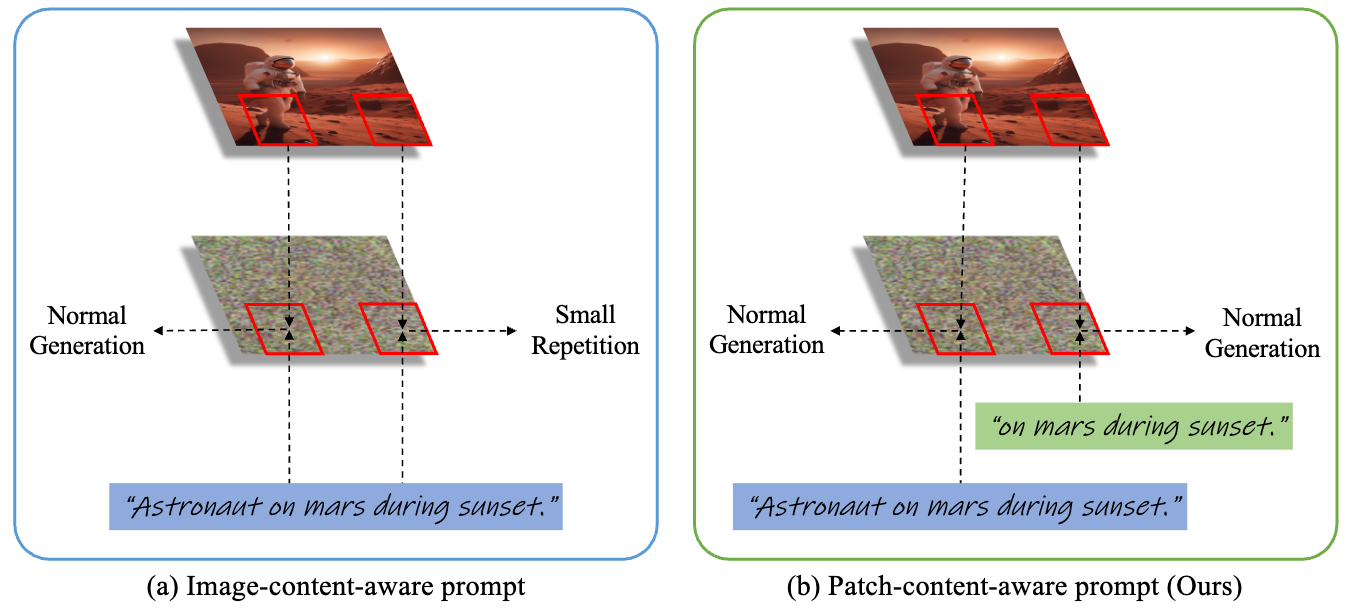 Normal
Generation
Small
Repetition
“Astronaut on mars during sunset.”
(a) Image-content-aware prompt
Normal
Generation
Normal
Generation
“on mars during sunset.”
“Astronaut on mars during sunset.”
(b) Patch-content-aware prompt (Ours)